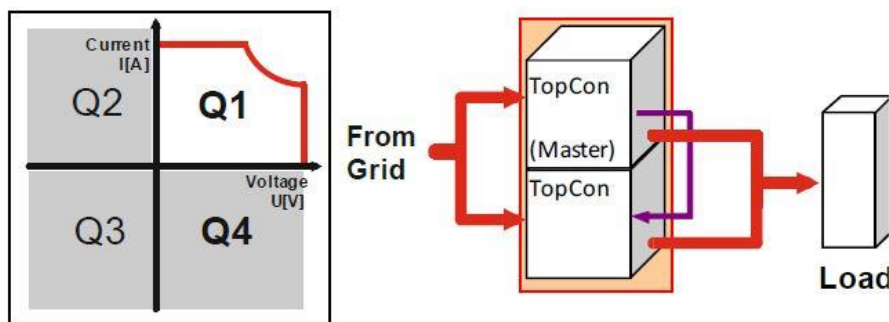 Current
I[A]
Q2
Q1
Voltage
U[V]
Q3
Q4
From
Grid
TopCon
(Master)
TopCon
Load